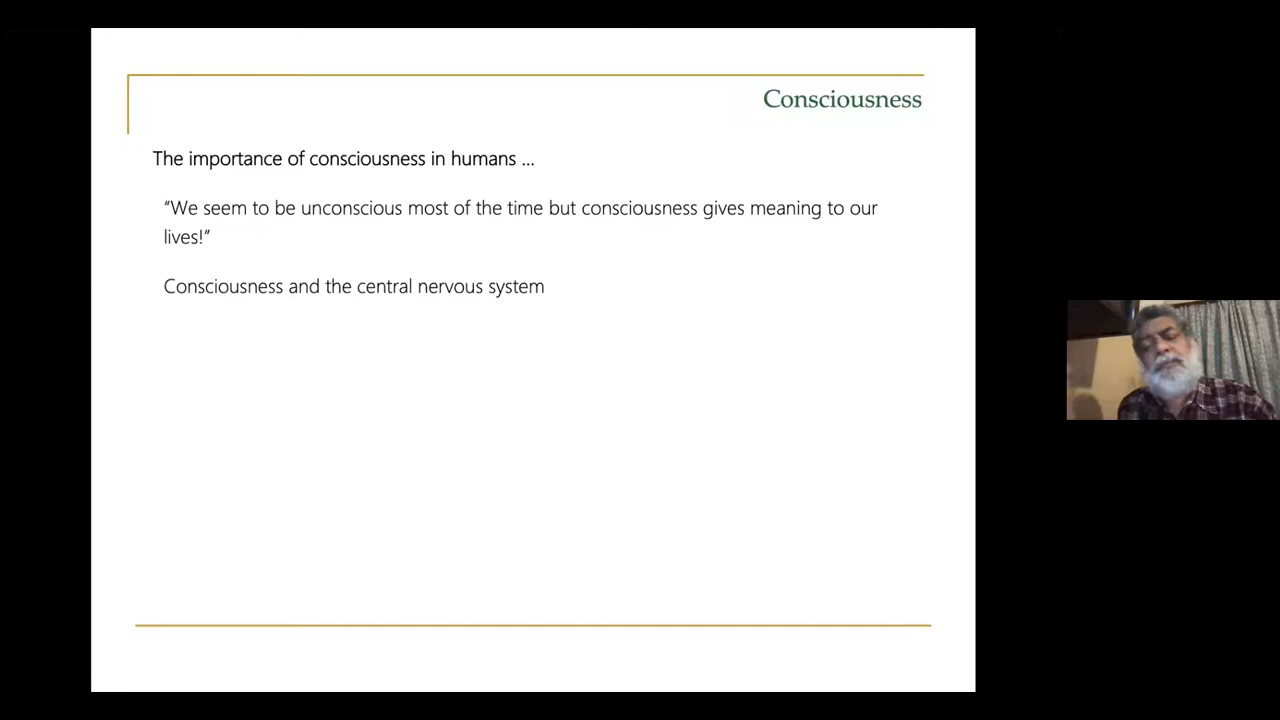 Consciousness
The importance of consciousness in humans ...
“We seem to be unconscious most of the time but consciousness gives meaning to our
lives!”
Consciousness and the central nervous system